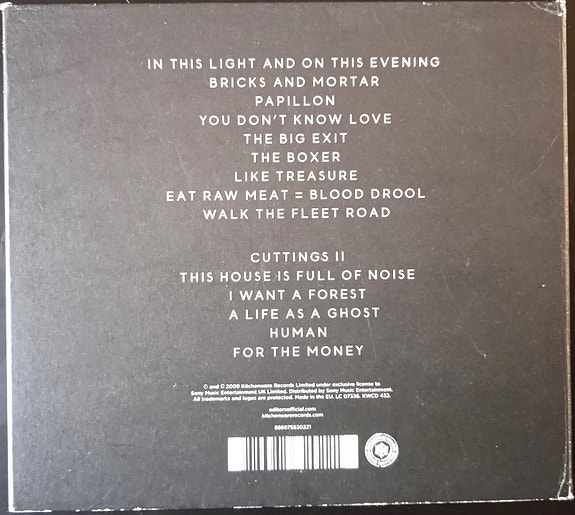 IN THIS LIGHT AND ON THIS EVENING
BRICKS AND MORTAR
PAPILLON
YOU DON'T KNOW LOVE
THE BIG EXIT
THE BOXER
LIKE TREASURE
EAT RAW MEAT = BLOOD DROOL
WALK THE FLEET ROAD
CUTTINGS II
THIS HOUSE IS FULL OF NOISE
I WANT A FOREST
A LIFE AS A GHOST
HUMAN
FOR THE MONEY
℗ and © 2009 Kitchenware Records Limited under exclusive license to
Sony Music Entertainment UK Limited. Distributed by Sony Music Entertainment.
All trademarks and logos are protected. Made in the EU. LC 07336. KWCD 43Z.
editorsofficial.com
kitchenwarerecords.com
886975820221